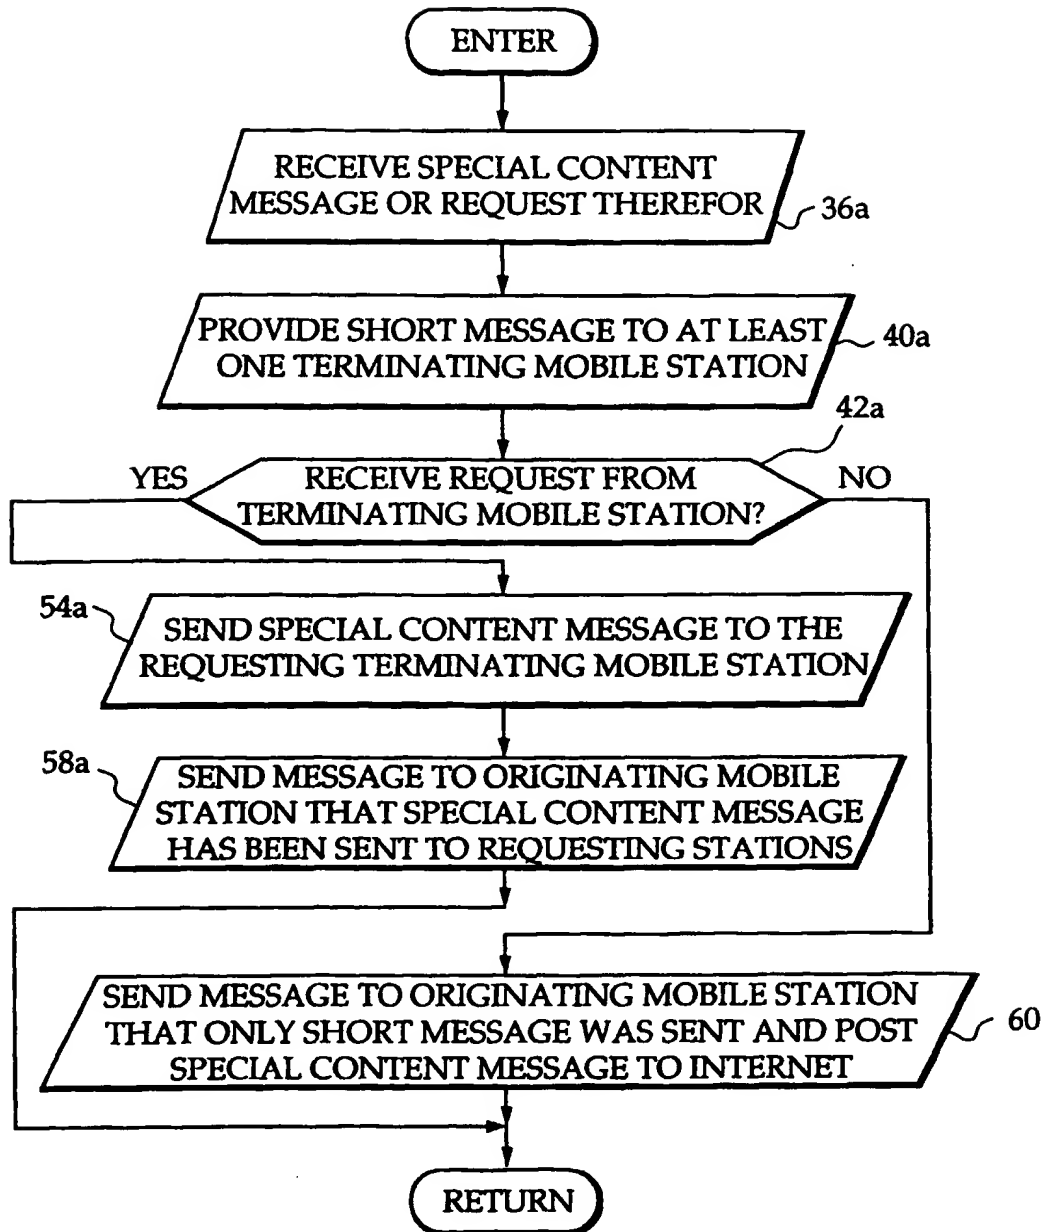 ENTER
RECEIVE SPECIAL CONTENT
MESSAGE OR REQUEST THEREFOR
36a
PROVIDE SHORT MESSAGE TO AT LEAST
ONE TERMINATING MOBILE STATION
40a
42a
YES
RECEIVE REQUEST FROM
TERMINATING MOBILE STATION?
NO
54a
SEND SPECIAL CONTENT MESSAGE TO THE
REQUESTING TERMINATING MOBILE STATION
58a
SEND MESSAGE TO ORIGINATING MOBILE
STATION THAT SPECIAL CONTENT MESSAGE
HAS BEEN SENT TO REQUESTING STATIONS
SEND MESSAGE TO ORIGINATING MOBILE STATION
THAT ONLY SHORT MESSAGE WAS SENT AND POST
SPECIAL CONTENT MESSAGE TO INTERNET
60
RETURN